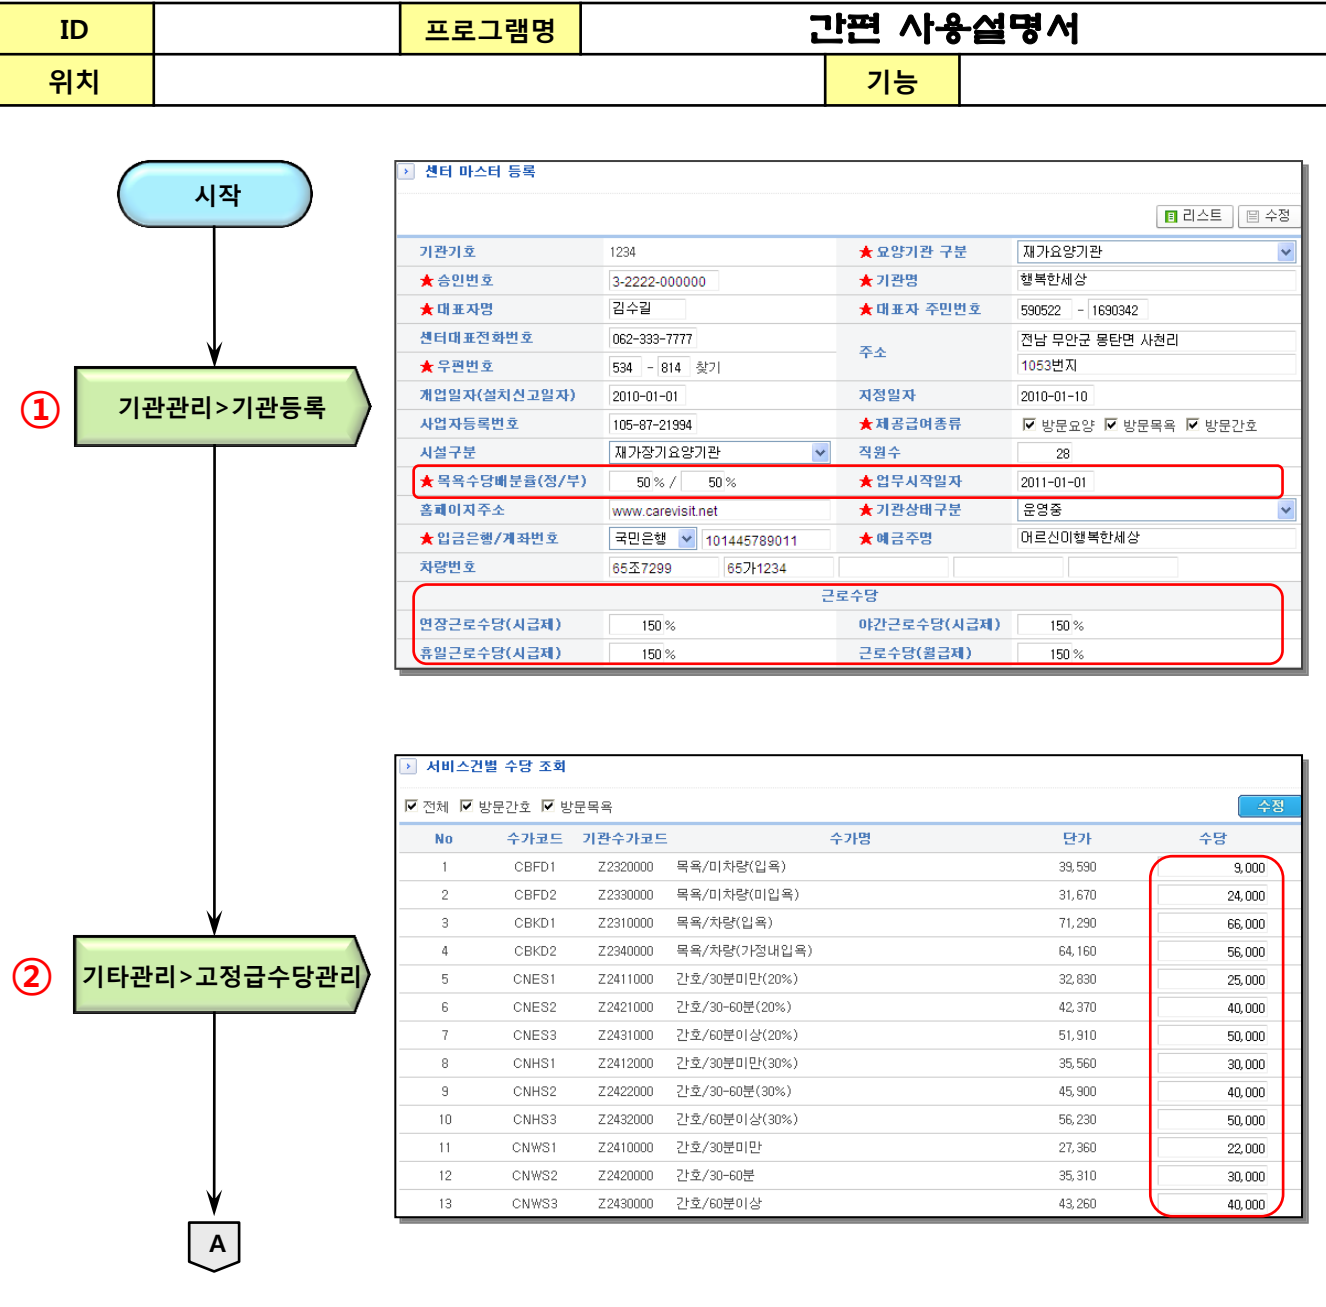 ID 프로그램명 간편 사용설명서
위치 기능
시작
① 기관관리>기관등록
센터 마스터 등록
리스트 수정
기관기호 1234 ★요양기관 구분 재가요양기관
★승인번호 3-2222-000000 ★기관명 행복한세상
★대표자명 김수길 ★대표자 주민번호 590522 - 1690342
센터대표전화번호 062-333-7777 주소 전남 무안군 몽탄면 사천리
★우편번호 534 - 814 찾기 1053번지
개업일자(설치신고일자) 2010-01-01 지정일자 2010-01-10
사업자등록번호 105-87-21994 ★제공급여종류 방문요양 방문목욕 방문간호
시설구분 재가장기요양기관 직원수 28
★목욕수당배분율(정/부) 50 % / 50 % ★업무시작일자 2011-01-01
홈페이지주소 www.carevisit.net ★기관상태구분 운영중
★입금은행/계좌번호 국민은행 101445789011 ★예금주명 어르신이행복한세상
차량번호 65조7299 65가1234
근로수당
연장근로수당(시급제) 150 % 야간근로수당(시급제) 150 %
휴일근로수당(시급제) 150 % 근로수당(월급제) 150 %
② 기타관리>고정급수당관리
서비스건별 수당 조회
전체 방문간호 방문목욕 수정
No 수가코드 기관수가코드 수가명 단가 수당
1 CBFD1 Z2320000 목욕/미차량(입욕) 39,590 9,000
2 CBFD2 Z2330000 목욕/미차량(미입욕) 31,670 24,000
3 CBKD1 Z2310000 목욕/차량(입욕) 71,290 66,000
4 CBKD2 Z2340000 목욕/차량(가정내입욕) 64,160 56,000
5 CNES1 Z2411000 간호/30분미만(20%) 32,830 25,000
6 CNES2 Z2421000 간호/30-60분(20%) 42,370 40,000
7 CNES3 Z2431000 간호/60분이상(20%) 51,910 50,000
8 CNHS1 Z2412000 간호/30분미만(30%) 35,560 30,000
9 CNHS2 Z2422000 간호/30-60분(30%) 45,900 40,000
10 CNHS3 Z2432000 간호/60분이상(30%) 56,230 50,000
11 CNWS1 Z2410000 간호/30분미만 27,360 22,000
12 CNWS2 Z2420000 간호/30-60분 35,310 30,000
13 CNWS3 Z2430000 간호/60분이상 43,260 40,000
A